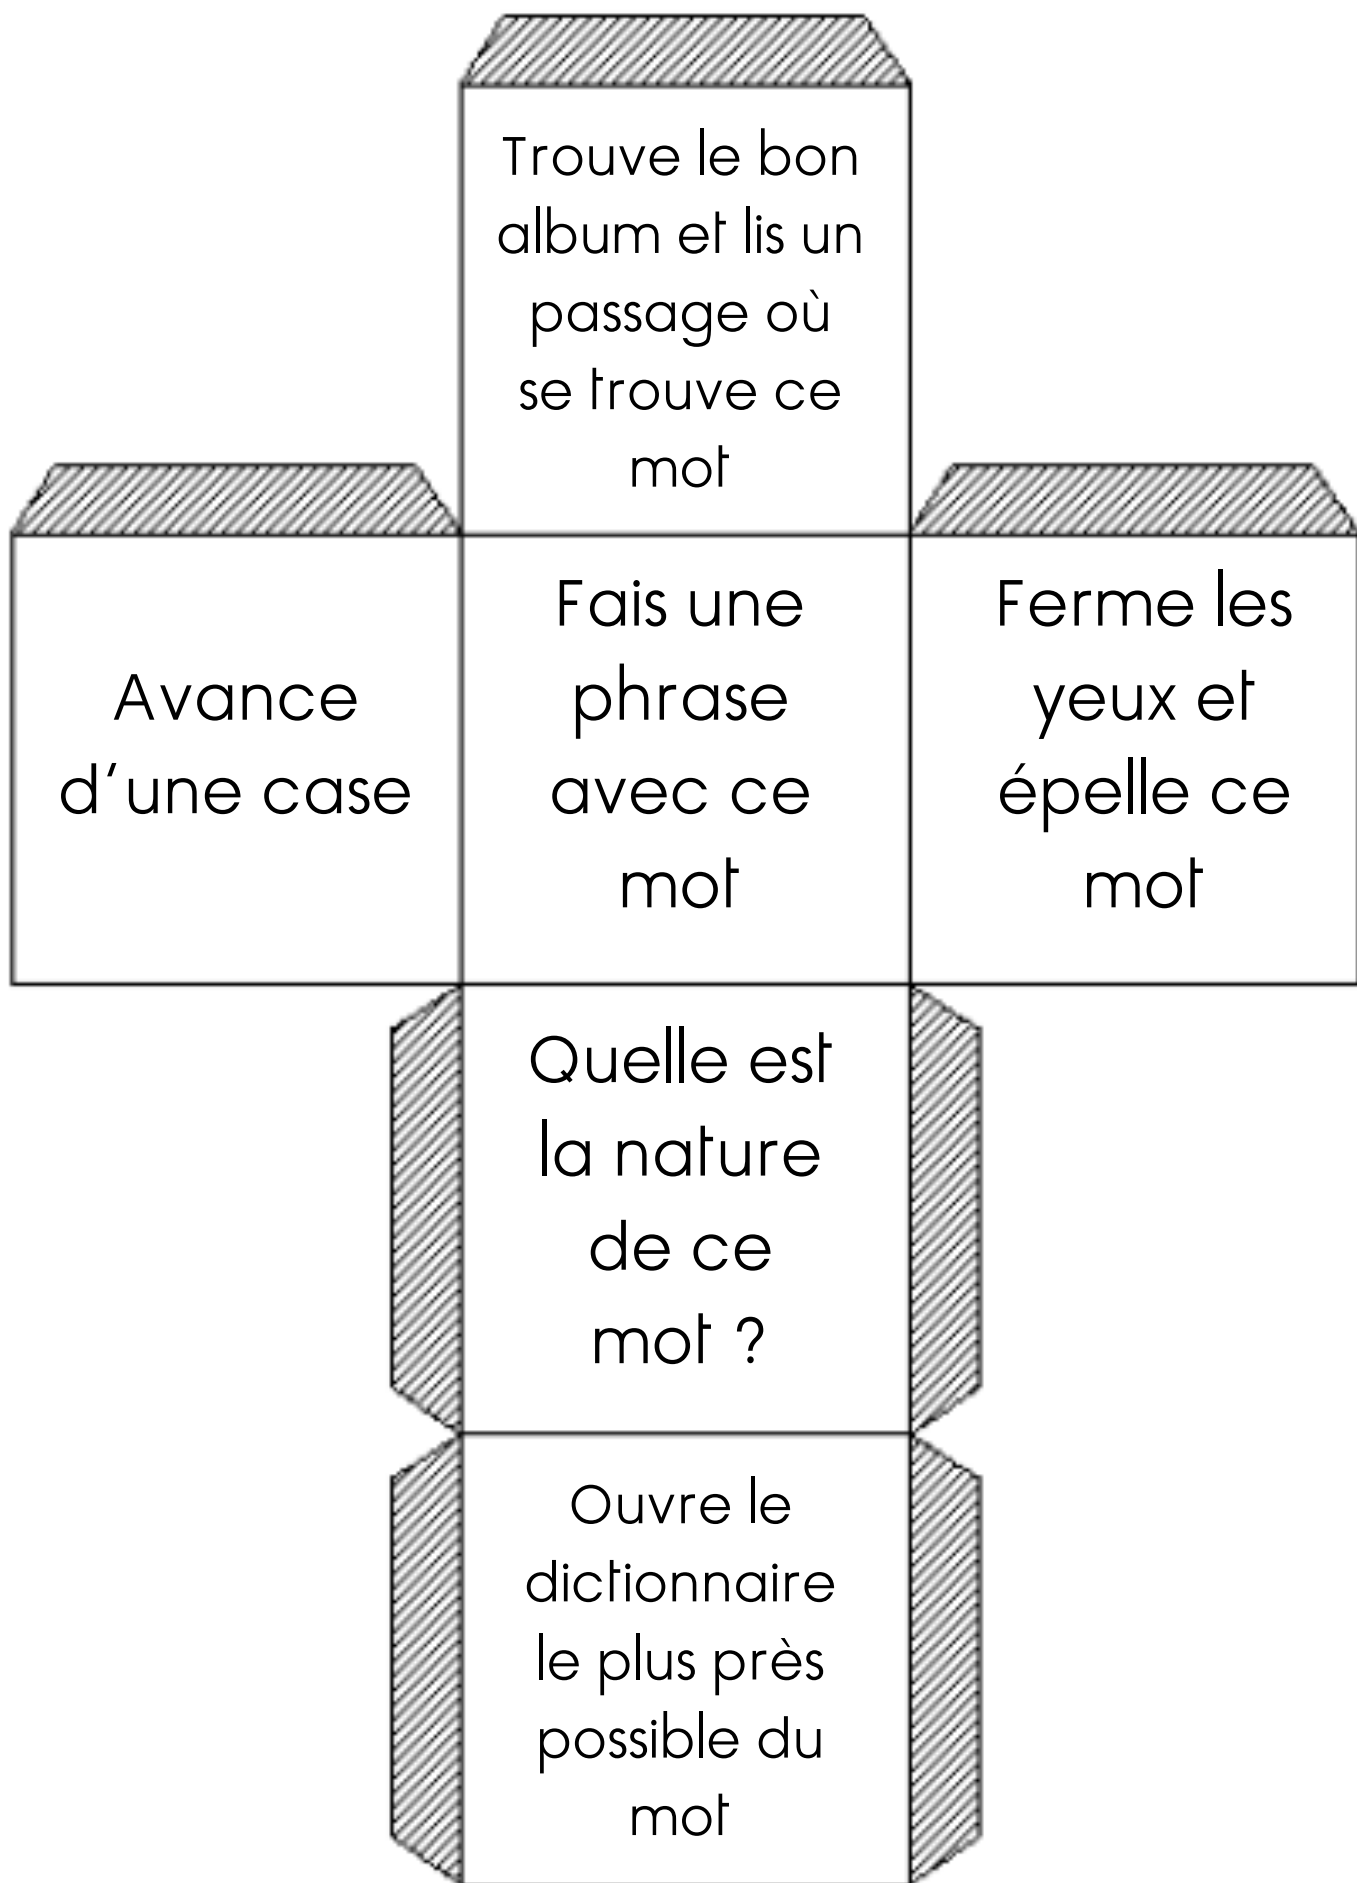 Trouve le bon
album et lis un
passage où
se trouve ce
mot
Avance
d'une case
Fais une
phrase
avec ce
mot
Ferme les
yeux et
épelle ce
mot
Quelle est
la nature
de ce
mot ?
Ouvre le
dictionnaire
le plus près
possible du
mot